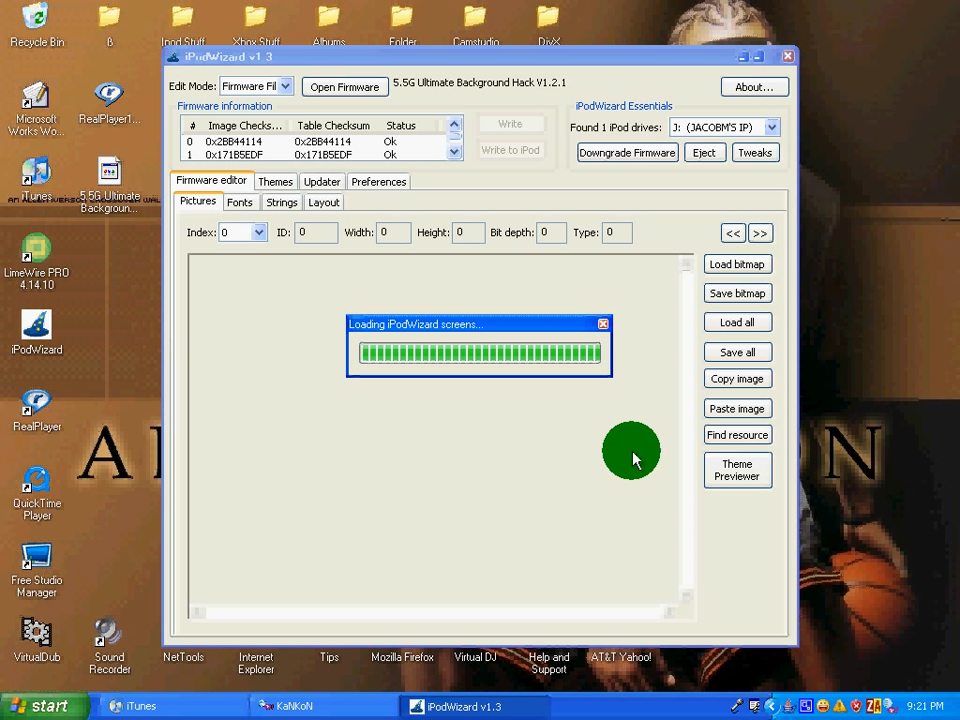 Recycle Bin
ß
Ipod Stuff
Xbox Stuff
Albums
Folder
Camstudio
DivX
iPodWizard v1.3
Edit Mode:
Firmware Fil
Open Firmware
5.5G Ultimate Background Hack V1.2.1
About...
Firmware information
# Image Checks... Table Checksum Status
0 0x2BB44114 0x2BB44114 Ok
1 0x171B5EDF 0x171B5EDF Ok
Write
Write to iPod
iPodWizard Essentials
Found 1 iPod drives:
J: (JACOBM'S IP)
Downgrade Firmware
Eject
Tweaks
Firmware editor
Themes
Updater
Preferences
Pictures
Fonts
Strings
Layout
Index: 0 ID: 0 Width: 0 Height: 0 Bit depth: 0 Type: 0
<<
>>
Load bitmap
Save bitmap
Load all
Save all
Copy image
Paste image
Find resource
Theme
Previewer
Loading iPodWizard screens...
Microsoft
Works Wo...
RealPlayer1...
iTunes
5.5G Ultimate
Backgroun...
LimeWire PRO
4.14.10
iPodWizard
RealPlayer
QuickTime
Player
Free Studio
Manager
VirtualDub
Sound
Recorder
NetTools
Internet
Explorer
Tips
Mozilla Firefox
Virtual DJ
Help and
Support
AT&T Yahoo!
start
iTunes
KaNKoN
iPodWizard v1.3
9:21 PM